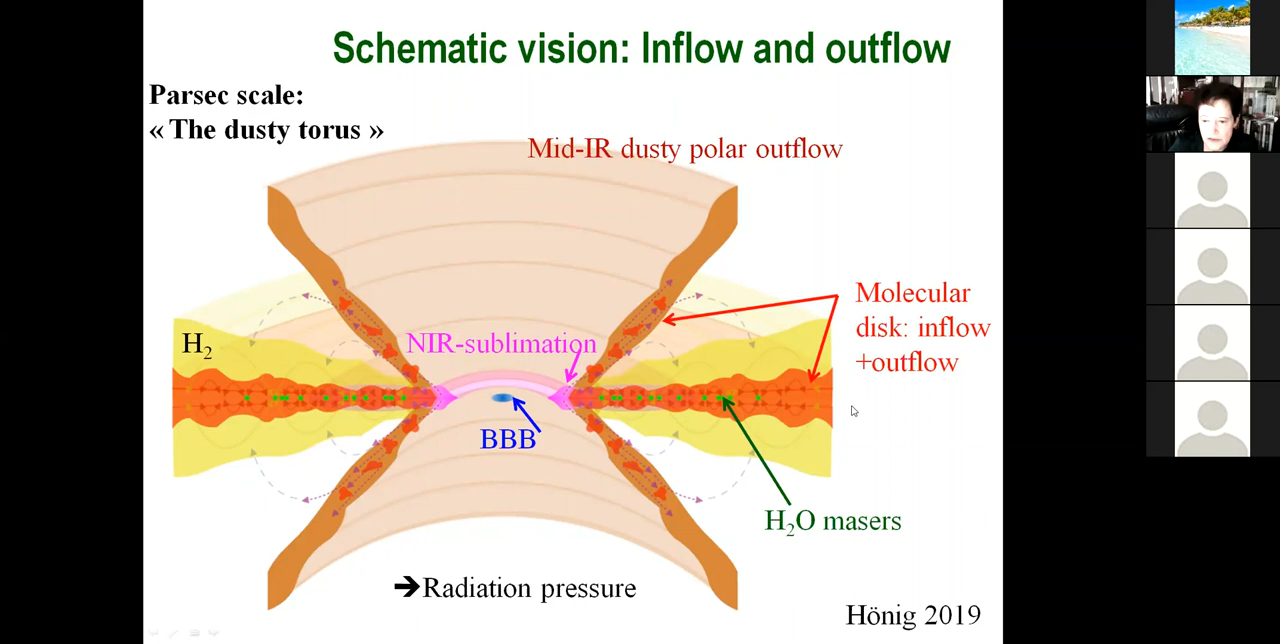 Schematic vision: Inflow and outflow
Parsec scale:
« The dusty torus »
Mid-IR dusty polar outflow
Molecular
disk: inflow
+outflow
H₂
NIR-sublimation
BBB
H₂O masers
➔Radiation pressure
Hönig 2019